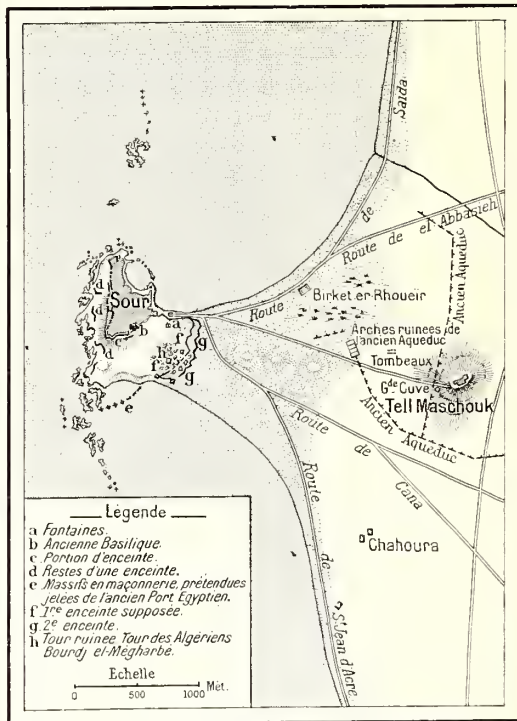 Saïda
de
Route
Route de el Abbasieh
Ancien Aqueduc
Birket er-Rhoueir
Arches ruinées de
l'ancien Aqueduc
Tombeaux
Gde Cuve
Tell Maschouk
Ancien Aqueduc
Route de Cana
Route de St Jean d'Acre
Chahoura
Sour
a
b
c
d
d
d
e
f
f
g
g
h
Légende
a Fontaines.
b Ancienne Basilique.
c Portion d'enceinte.
d Restes d'une enceinte.
e Massifs en maçonnerie, prétendues
jetées de l'ancien Port Egyptien.
f 1re enceinte supposée.
g 2e enceinte.
h Tour ruinée Tour des Algériens
Bourdj el-Mégharbé.
Echelle
0 500 1000 Mèt.